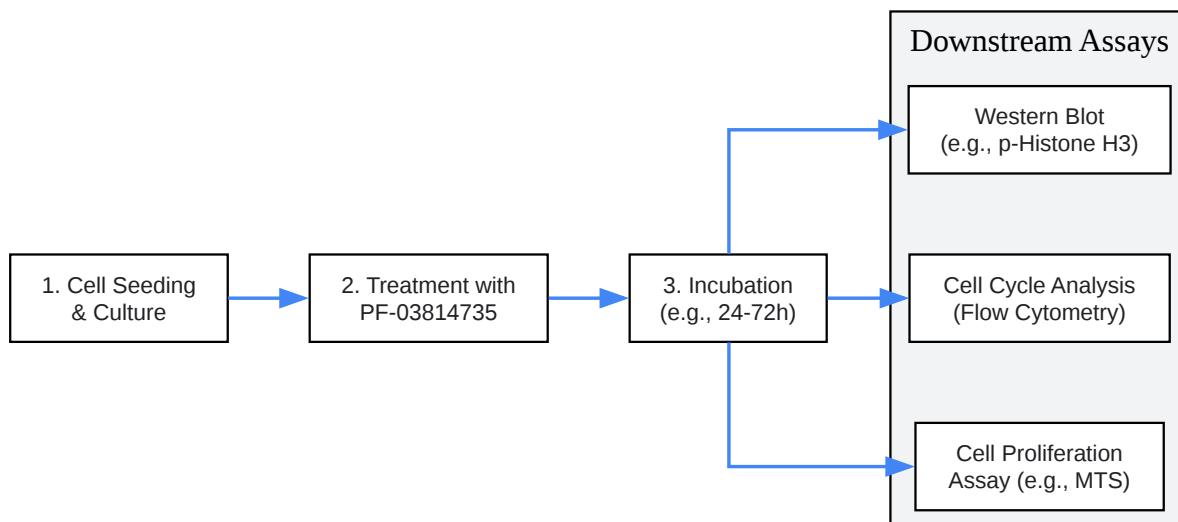 Downstream Assays
Western Blot
(e.g., p-Histone H3)
1. Cell Seeding
& Culture
2. Treatment with
PF-03814735
3. Incubation
(e.g., 24-72h)
Cell Cycle Analysis
(Flow Cytometry)
Cell Proliferation
Assay (e.g., MTS)